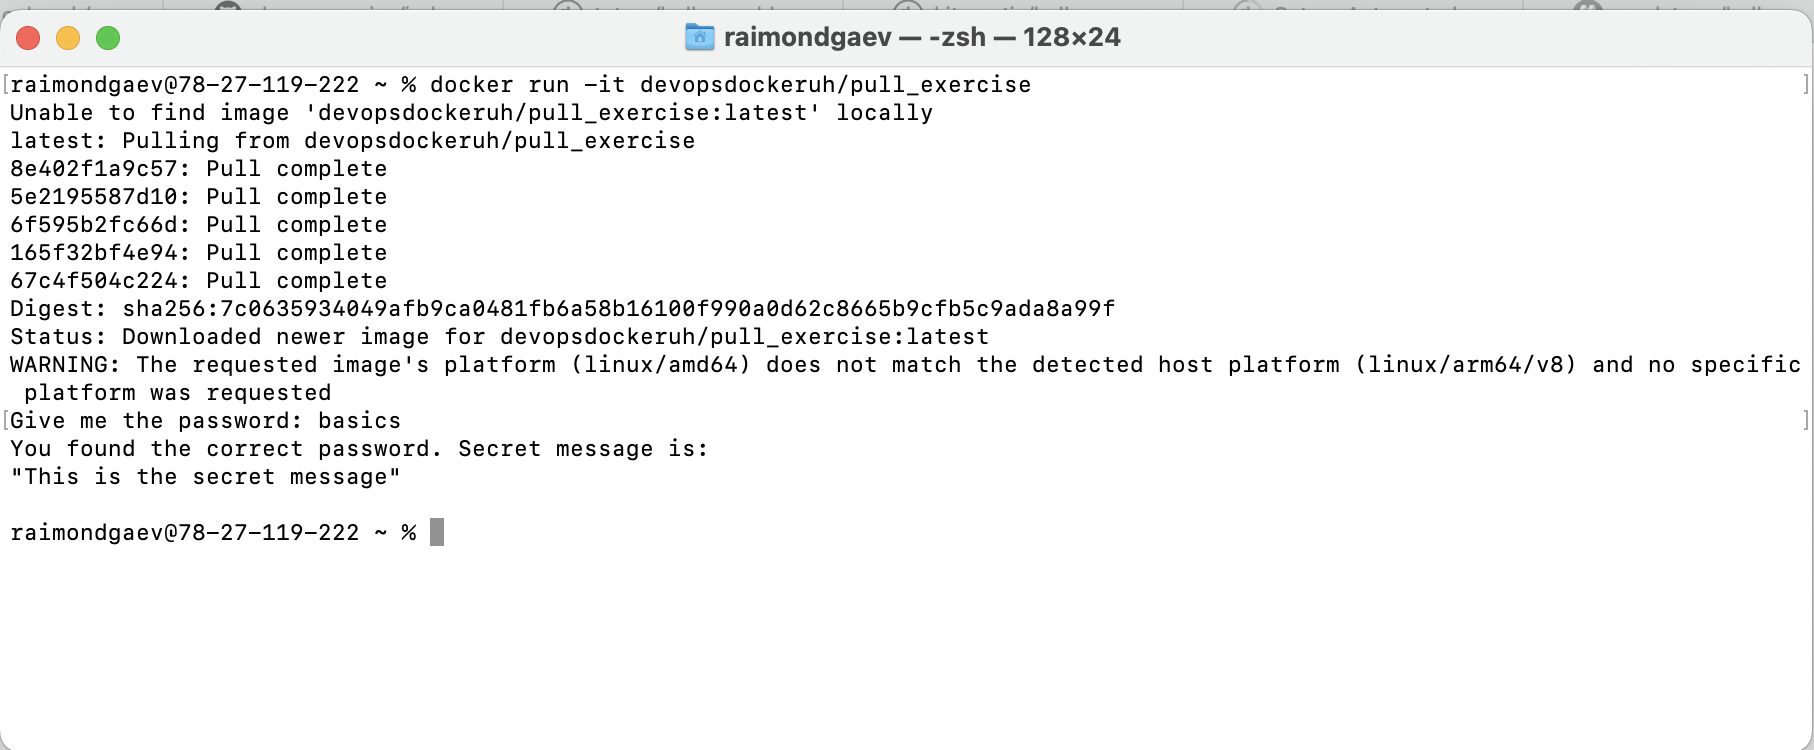 raimondgaev — -zsh — 128×24
[raimondgaev@78-27-119-222 ~ % docker run -it devopsdockeruh/pull_exercise ]
Unable to find image 'devopsdockeruh/pull_exercise:latest' locally
latest: Pulling from devopsdockeruh/pull_exercise
8e402f1a9c57: Pull complete
5e2195587d10: Pull complete
6f595b2fc66d: Pull complete
165f32bf4e94: Pull complete
67c4f504c224: Pull complete
Digest: sha256:7c0635934049afb9ca0481fb6a58b16100f990a0d62c8665b9cfb5c9ada8a99f
Status: Downloaded newer image for devopsdockeruh/pull_exercise:latest
WARNING: The requested image's platform (linux/amd64) does not match the detected host platform (linux/arm64/v8) and no specific
 platform was requested
[Give me the password: basics ]
You found the correct password. Secret message is:
"This is the secret message"
raimondgaev@78-27-119-222 ~ %